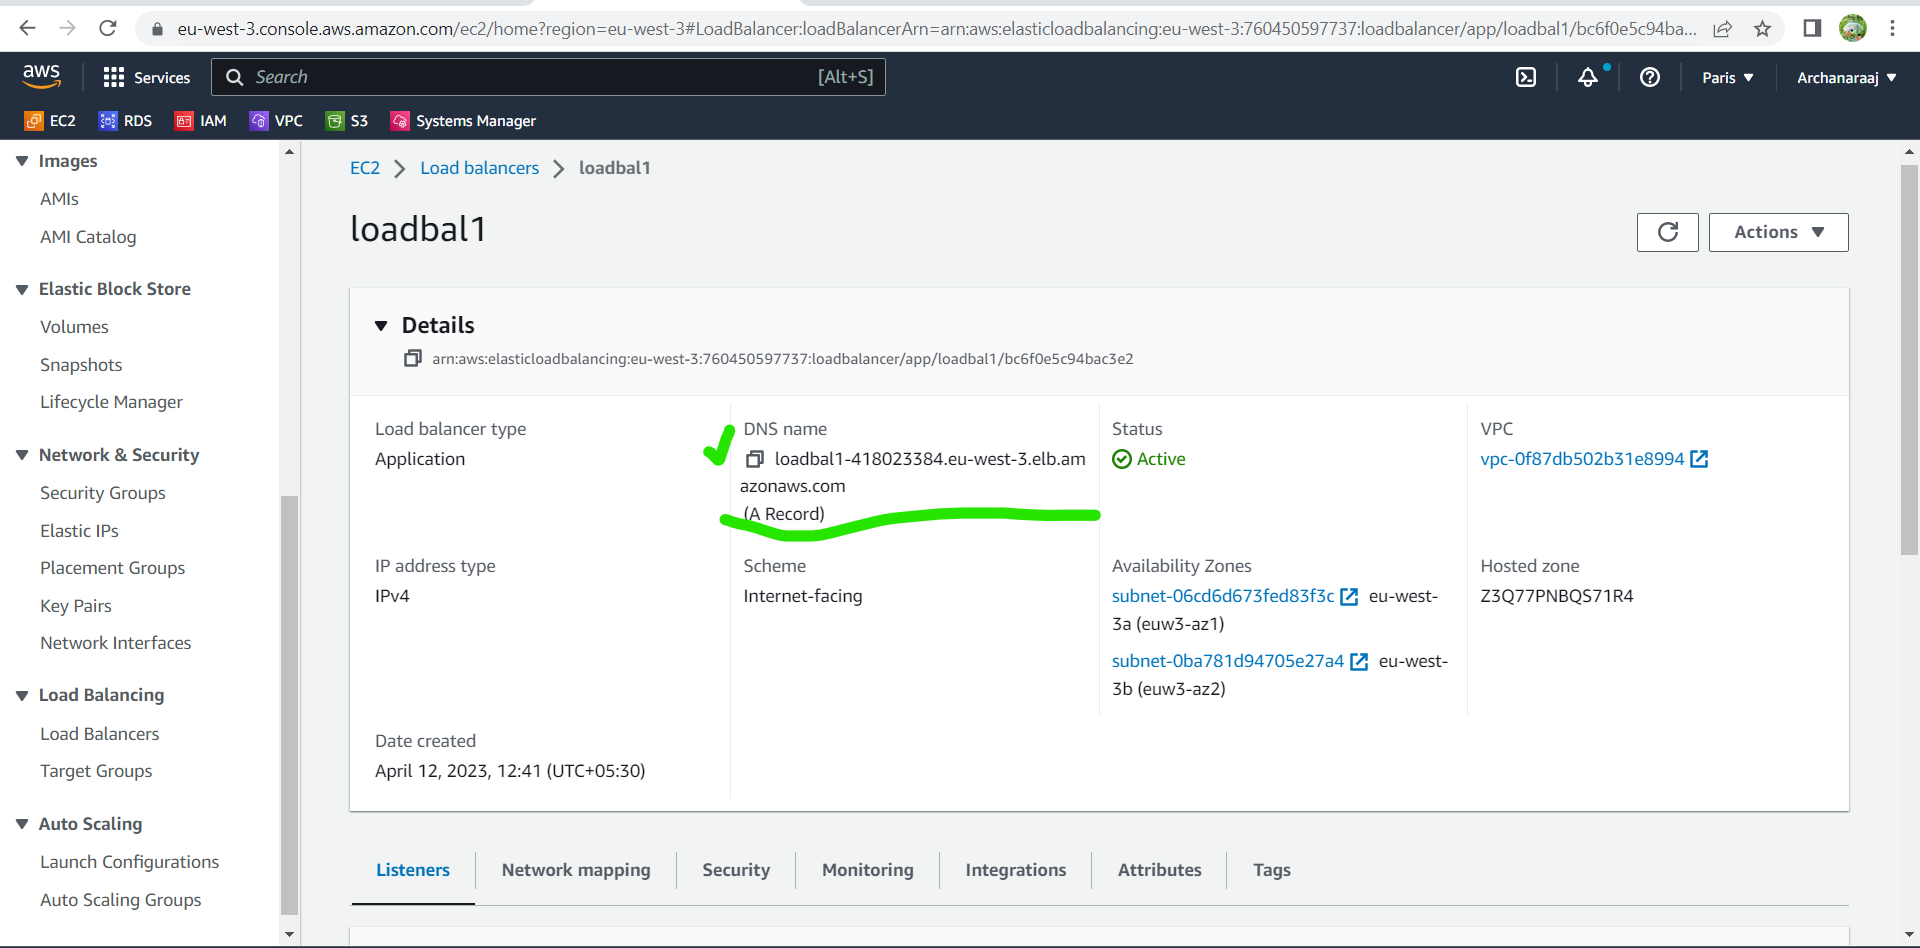 eu-west-3.console.aws.amazon.com/ec2/home?region=eu-west-3#LoadBalancer:loadBalancerArn=arn:aws:elasticloadbalancing:eu-west-3:760450597737:loadbalancer/app/loadbal1/bc6f0e5c94ba...
aws Services Search [Alt+S] Paris Archanaraaj
EC2 RDS IAM VPC S3 Systems Manager
Images
AMIs
AMI Catalog
Elastic Block Store
Volumes
Snapshots
Lifecycle Manager
Network & Security
Security Groups
Elastic IPs
Placement Groups
Key Pairs
Network Interfaces
Load Balancing
Load Balancers
Target Groups
Auto Scaling
Launch Configurations
Auto Scaling Groups
EC2 Load balancers loadbal1
loadbal1
Actions
Details
arn:aws:elasticloadbalancing:eu-west-3:760450597737:loadbalancer/app/loadbal1/bc6f0e5c94bac3e2
Load balancer type
Application
DNS name
loadbal1-418023384.eu-west-3.elb.am
azonaws.com
(A Record)
Status
Active
VPC
vpc-0f87db502b31e8994
IP address type
IPv4
Scheme
Internet-facing
Availability Zones
subnet-06cd6d673fed83f3c eu-west-
3a (euw3-az1)
subnet-0ba781d94705e27a4 eu-west-
3b (euw3-az2)
Hosted zone
Z3Q77PNBQS71R4
Date created
April 12, 2023, 12:41 (UTC+05:30)
Listeners Network mapping Security Monitoring Integrations Attributes Tags